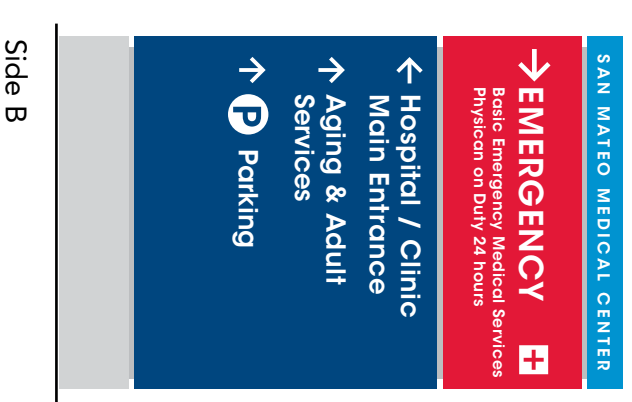 SAN MATEO MEDICAL CENTER
EMERGENCY
Basic Emergency Medical Services
Physican on Duty 24 hours
Hospital / Clinic
Main Entrance
Aging & Adult
Services
P Parking
Side B